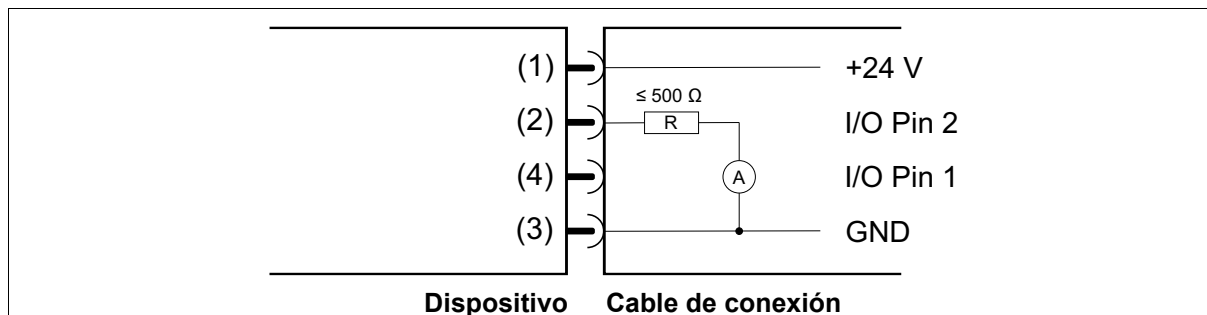 (1) +24 V
≤ 500 Ω
(2) R I/O Pin 2
(4) A I/O Pin 1
(3) GND
Dispositivo Cable de conexión